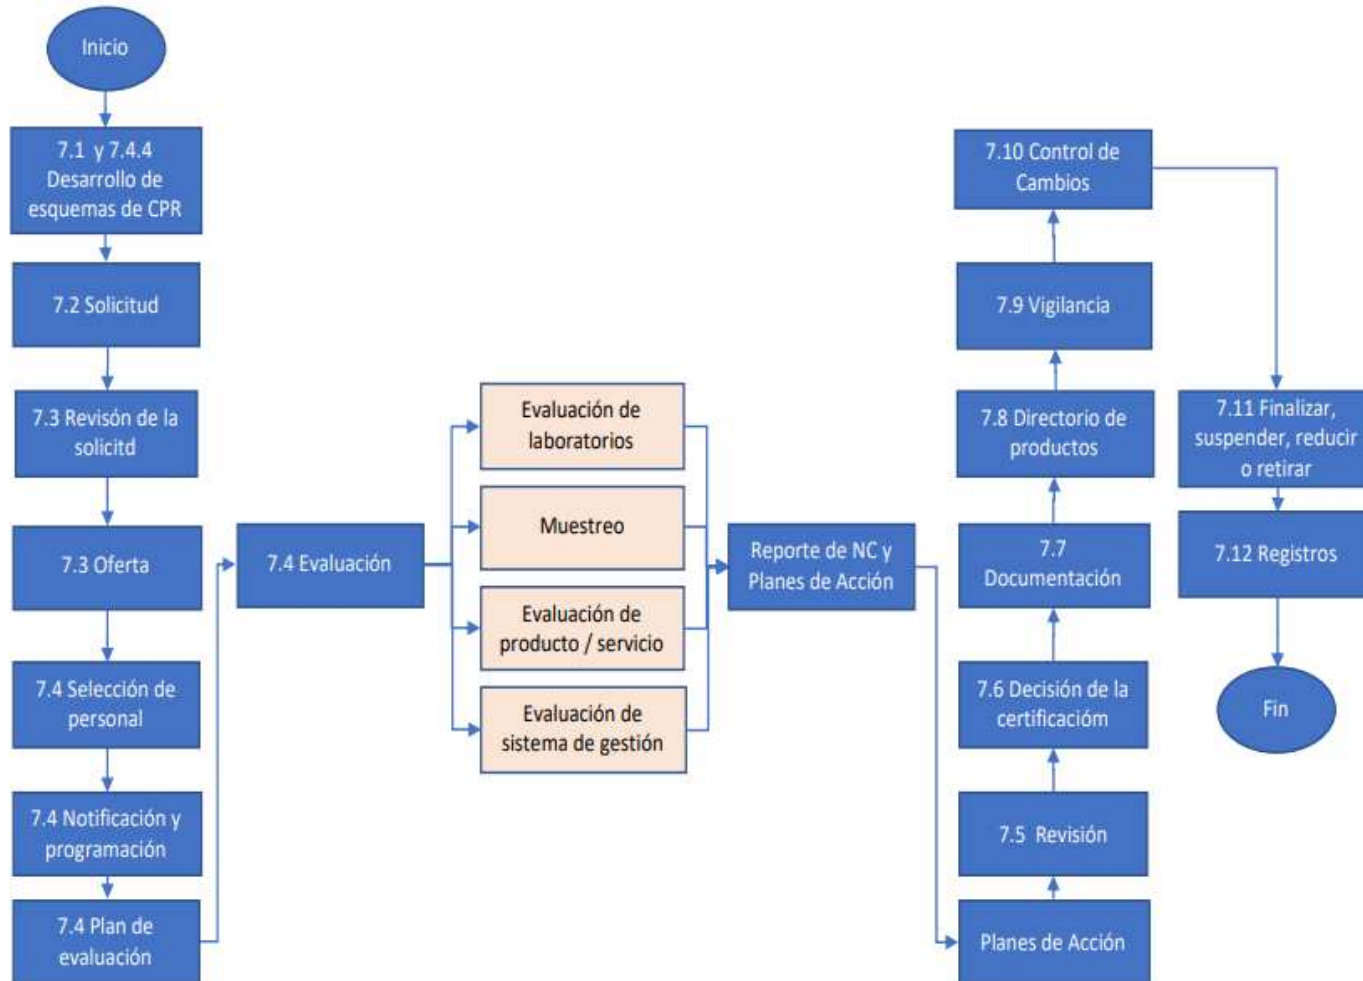 Inicio
7.1 y 7.4.4
Desarrollo de
esquemas de CPR
7.2 Solicitud
7.3 Revisón de la
solicitd
7.3 Oferta
7.4 Selección de
personal
7.4 Notificación y
programación
7.4 Plan de
evaluación
7.4 Evaluación
Evaluación de
laboratorios
Muestreo
Evaluación de
producto / servicio
Evaluación de
sistema de gestión
Reporte de NC y
Planes de Acción
Planes de Acción
7.5 Revisión
7.6 Decisión de la
certificacióm
7.7
Documentación
7.8 Directorio de
productos
7.9 Vigilancia
7.10 Control de
Cambios
7.11 Finalizar,
suspender, reducir
o retirar
7.12 Registros
Fin